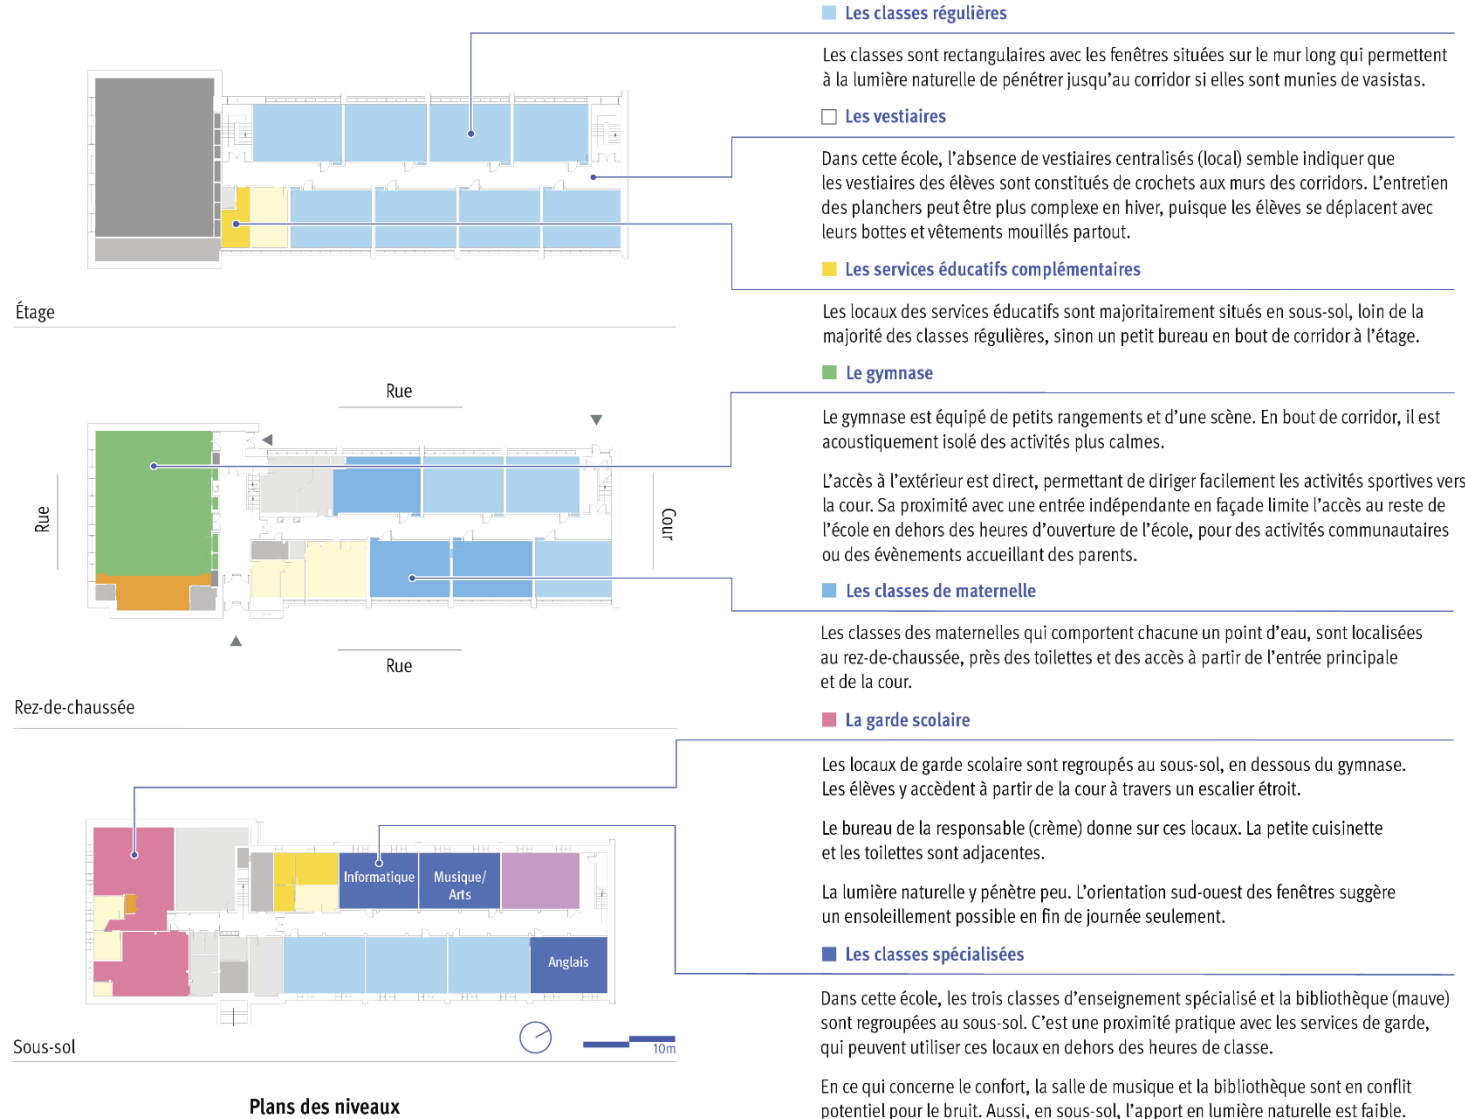 Les classes régulières
Les classes sont rectangulaires avec les fenêtres situées sur le mur long qui permettent
à la lumière naturelle de pénétrer jusqu'au corridor si elles sont munies de vasistas.
Les vestiaires
Dans cette école, l'absence de vestiaires centralisés (local) semble indiquer que
les vestiaires des élèves sont constitués de crochets aux murs des corridors. L'entretien
des planchers peut être plus complexe en hiver, puisque les élèves se déplacent avec
leurs bottes et vêtements mouillés partout.
Les services éducatifs complémentaires
Les locaux des services éducatifs sont majoritairement situés en sous-sol, loin de la
majorité des classes régulières, sinon un petit bureau en bout de corridor à l'étage.
Étage
Le gymnase
Le gymnase est équipé de petits rangements et d'une scène. En bout de corridor, il est
acoustiquement isolé des activités plus calmes.
L'accès à l'extérieur est direct, permettant de diriger facilement les activités sportives vers
la cour. Sa proximité avec une entrée indépendante en façade limite l'accès au reste de
l'école en dehors des heures d'ouverture de l'école, pour des activités communautaires
ou des évènements accueillant des parents.
Rue
Rue
Cour
Rue
Les classes de maternelle
Les classes des maternelles qui comportent chacune un point d'eau, sont localisées
au rez-de-chaussée, près des toilettes et des accès à partir de l'entrée principale
et de la cour.
Rez-de-chaussée
La garde scolaire
Les locaux de garde scolaire sont regroupés au sous-sol, en dessous du gymnase.
Les élèves y accèdent à partir de la cour à travers un escalier étroit.
Le bureau de la responsable (crème) donne sur ces locaux. La petite cuisinette
et les toilettes sont adjacentes.
La lumière naturelle y pénètre peu. L'orientation sud-ouest des fenêtres suggère
un ensoleillement possible en fin de journée seulement.
Informatique
Musique/
Arts
Anglais
Les classes spécialisées
Dans cette école, les trois classes d'enseignement spécialisé et la bibliothèque (mauve)
sont regroupées au sous-sol. C'est une proximité pratique avec les services de garde,
qui peuvent utiliser ces locaux en dehors des heures de classe.
En ce qui concerne le confort, la salle de musique et la bibliothèque sont en conflit
potentiel pour le bruit. Aussi, en sous-sol, l'apport en lumière naturelle est faible.
Sous-sol
10m
Plans des niveaux